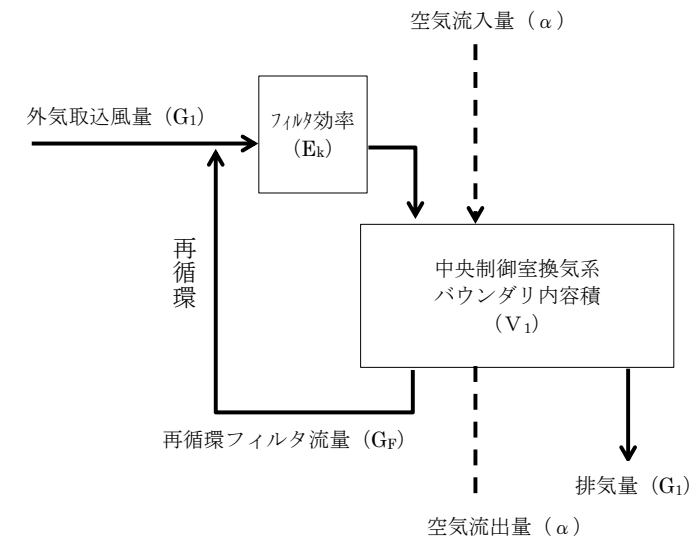 空気流入量（α）
外気取込風量（G₁）
ﾌｨﾙﾀ効率
（Eₖ）
再循環
中央制御室換気系
バウンダリ内容積
（V₁）
再循環フィルタ流量（G_F）
排気量（G₁）
空気流出量（α）